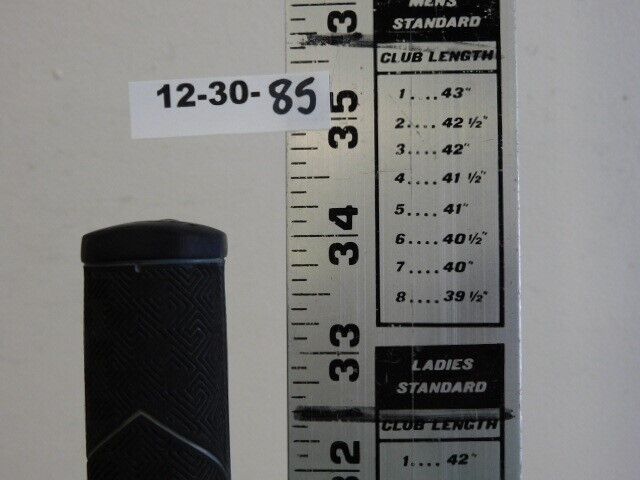 12-30-85
3
35
34
33
32
MENS
STANDARD
CLUB LENGTH
1....43"
2....42 1/2"
3....42"
4....41 1/2"
5....41"
6....40 1/2"
7....40"
8....39 1/2"
LADIES
STANDARD
CLUB LENGTH
1....42"